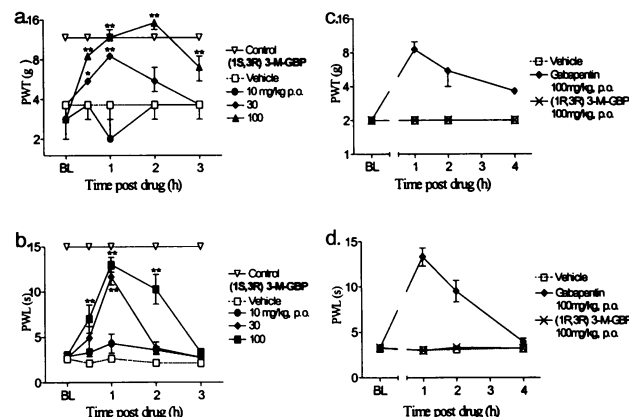 a.
PWT (g)
16
8
4
2
BL 1 2 3
Time post drug (h)
** ** ** **
* **
Control
(1S,3R) 3-M-GBP
Vehicle
10 mg/kg p.o.
30
100
C.
PWT (g)
16
8
4
2
1
BL 1 2 3 4
Time post drug (h)
Vehicle
Gabapentin
100mg/kg, p.o.
(1R,3R) 3-M-GBP
100mg/kg, p.o.
b.
PWL (s)
15
10
5
0
BL 1 2 3
Time post drug (h)
** ** **
**
Control
(1S,3R) 3-M-GBP
Vehicle
10 mg/kg, p.o.
30
100
d.
PWL (s)
15
10
5
0
BL 1 2 3 4
Time post drug (h)
Vehicle
Gabapentin
100mg/kg, p.o.
(1R,3R) 3-M-GBP
100mg/kg, p.o.